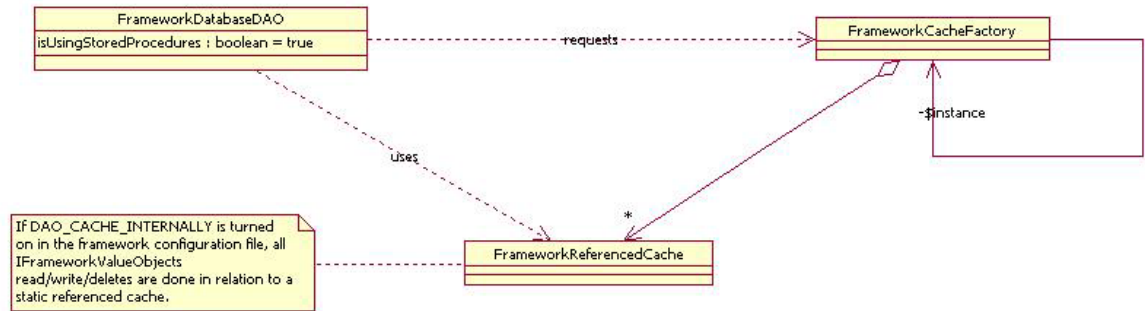 FrameworkDatabaseDAO
isUsingStoredProcedures : boolean = true
requests
FrameworkCacheFactory
-$instance
uses
*
If DAO_CACHE_INTERNALLY is turned
on in the framework configuration file, all
IFrameworkValueObjects
read/write/deletes are done in relation to a
static referenced cache.
FrameworkReferencedCache